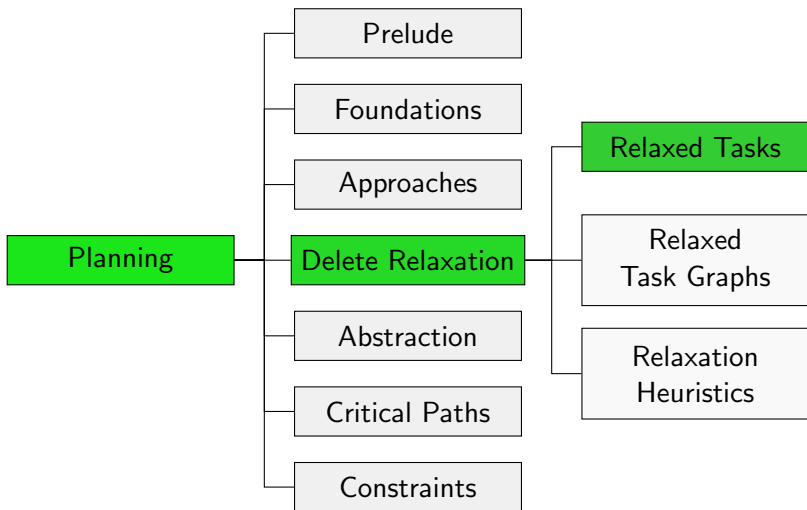 Planning
Prelude
Foundations
Approaches
Delete Relaxation
Abstraction
Critical Paths
Constraints
Relaxed Tasks
Relaxed
Task Graphs
Relaxation
Heuristics